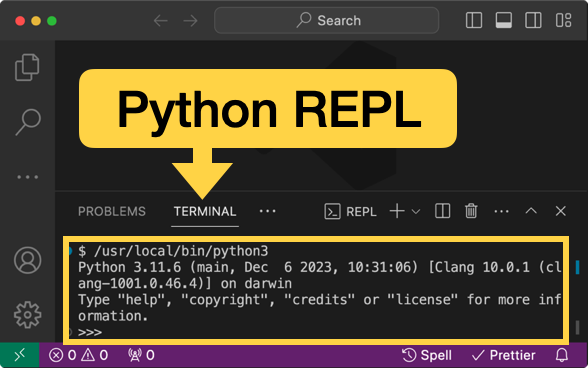 Search
Python REPL
PROBLEMS TERMINAL ... REPL ...
$ /usr/local/bin/python3
Python 3.11.6 (main, Dec  6 2023, 10:31:06) [Clang 10.0.1 (cl
ang-1001.0.46.4)] on darwin
Type "help", "copyright", "credits" or "license" for more inf
ormation.
>>>
0 0 0 Spell Prettier